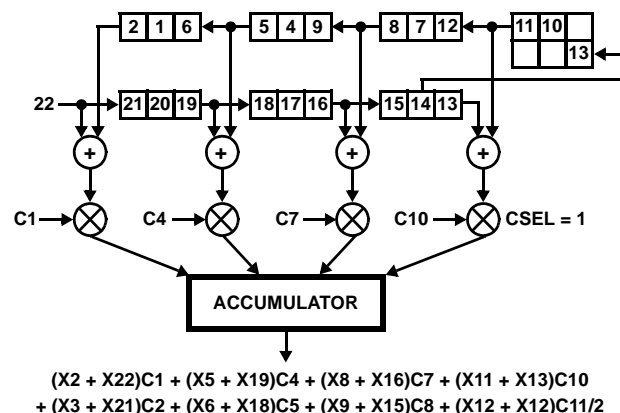 2 1 6 5 4 9 8 7 12 11 10
13
22 21 20 19 18 17 16 15 14 13
+ + + +
C1 C4 C7 C10 CSEL = 1
ACCUMULATOR
(X2 + X22)C1 + (X5 + X19)C4 + (X8 + X16)C7 + (X11 + X13)C10
+ (X3 + X21)C2 + (X6 + X18)C5 + (X9 + X15)C8 + (X12 + X12)C11/2